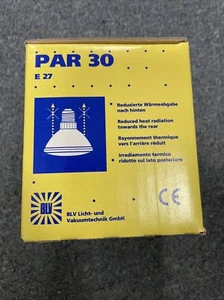 PAR 30
E 27
Reduzierte Wärmeabgabe
nach hinten
Reduced heat radiation
towards the rear
Rayonnement thermique
vers l'arrière réduit
Irradiamento termico
ridotto sul lato posteriore
BLV
BLV Licht- und
Vakuumtechnik GmbH
CE